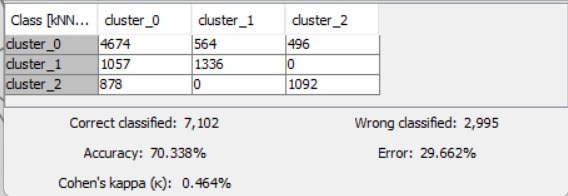 Class [kNN... cluster_0 cluster_1 cluster_2
cluster_0 4674 564 496
cluster_1 1057 1336 0
cluster_2 878 0 1092
Correct classified: 7,102 Wrong classified: 2,995
Accuracy: 70.338% Error: 29.662%
Cohen's kappa (κ): 0.464%